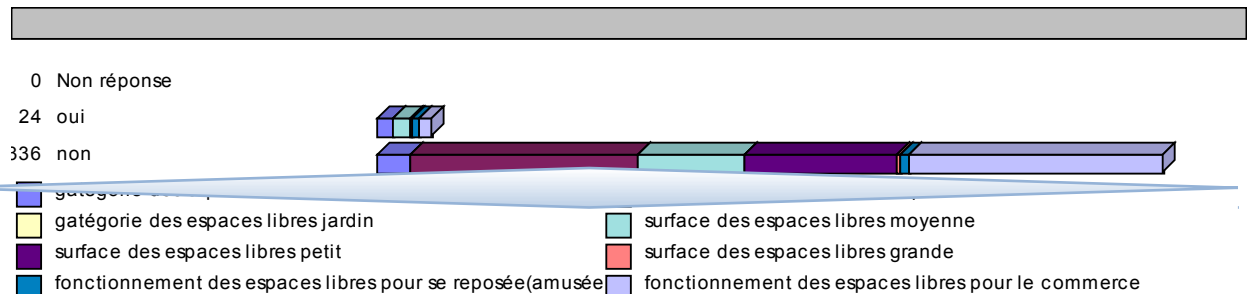 0 Non réponse
24 oui
336 non
gatégorie
gatégorie des espaces libres jardin
surface des espaces libres moyenne
surface des espaces libres petit
surface des espaces libres grande
fonctionnement des espaces libres pour se reposée(amusée
fonctionnement des espaces libres pour le commerce